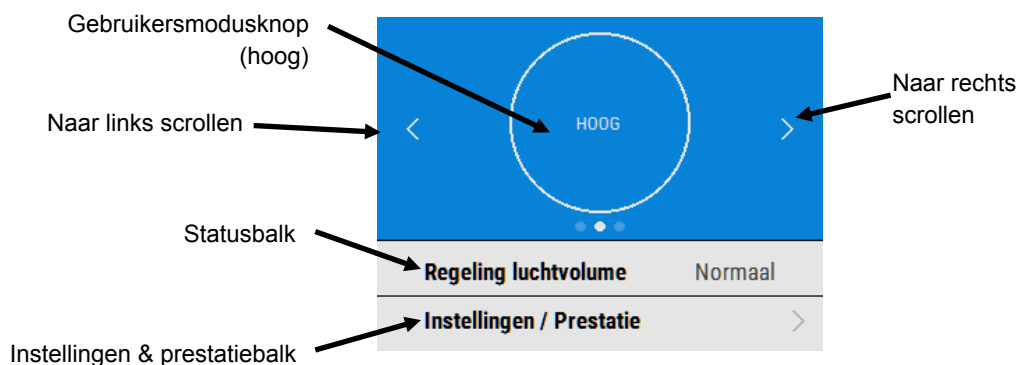 Gebruikersmodusknop
(hoog)
Naar rechts
scrollen
Naar links scrollen
HOOG
Statusbalk
Regeling luchtvolume Normaal
Instellingen / Prestatie
Instellingen & prestatiebalk